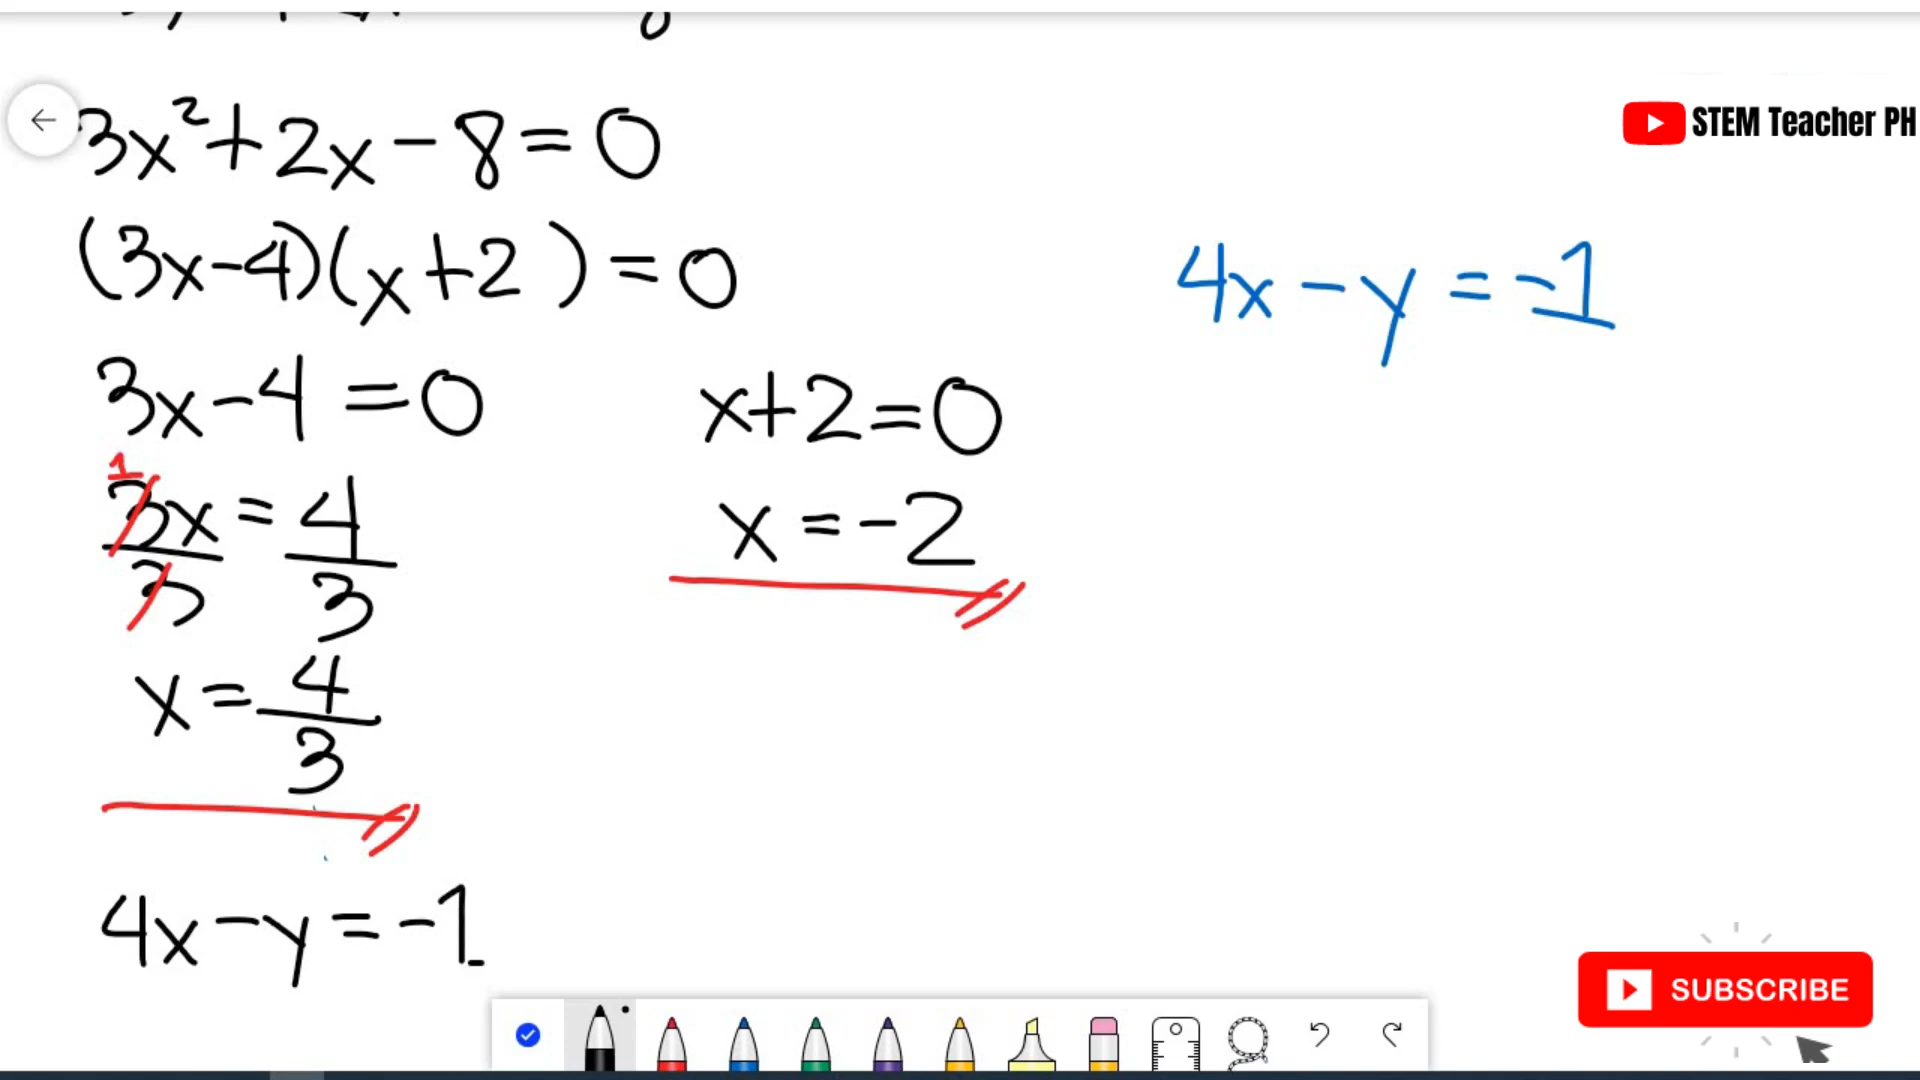 3x²+2x-8=0
(3x-4)(x+2)=0
3x-4=0
1
3x/3=4/3
x=4/3
4x-y=-1
x+2=0
x=-2
STEM Teacher PH
4x-y=-1
SUBSCRIBE